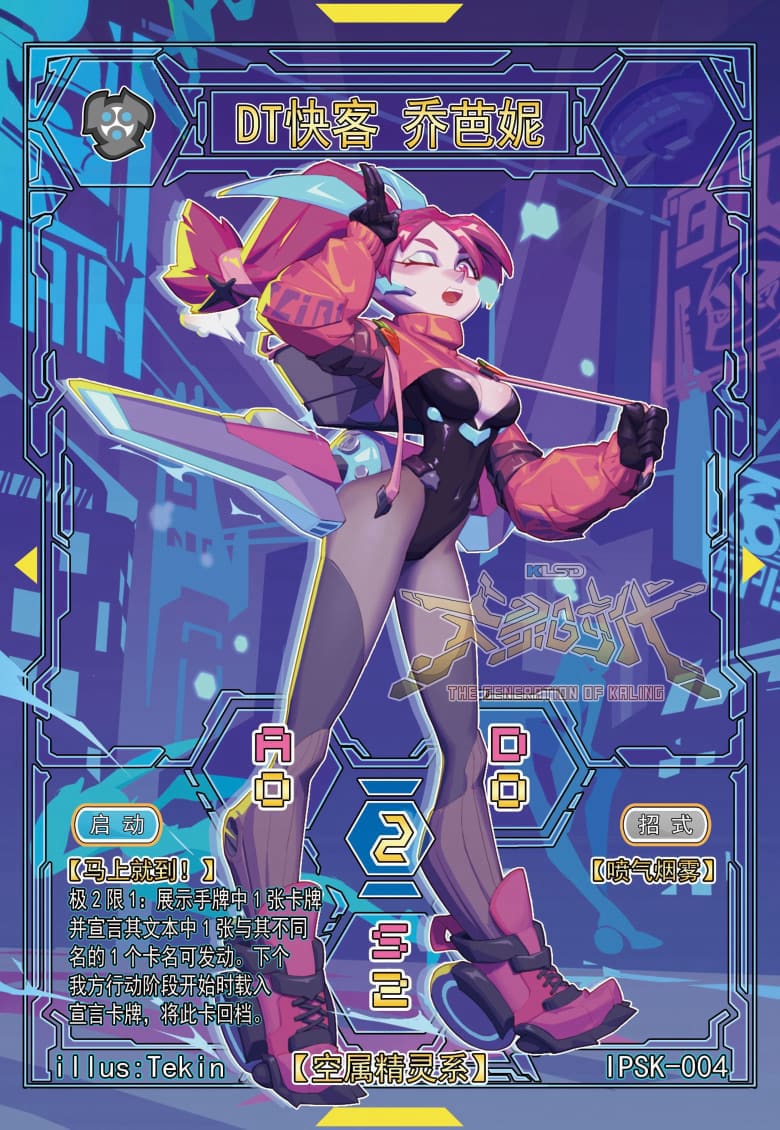 DT快客 乔芭妮
KLSD
THE GENERATION OF KALING
A
0
D
0
2
S
2
启动
【马上就到！】
极2限1：展示手牌中1张卡牌
并宣言其文本中1张与其不同
名的1个卡名可发动。下个
我方行动阶段开始时载入
宣言卡牌，将此卡回档。
招式
【喷气烟雾】
illus:Tekin
【空属精灵系】
IPSK-004